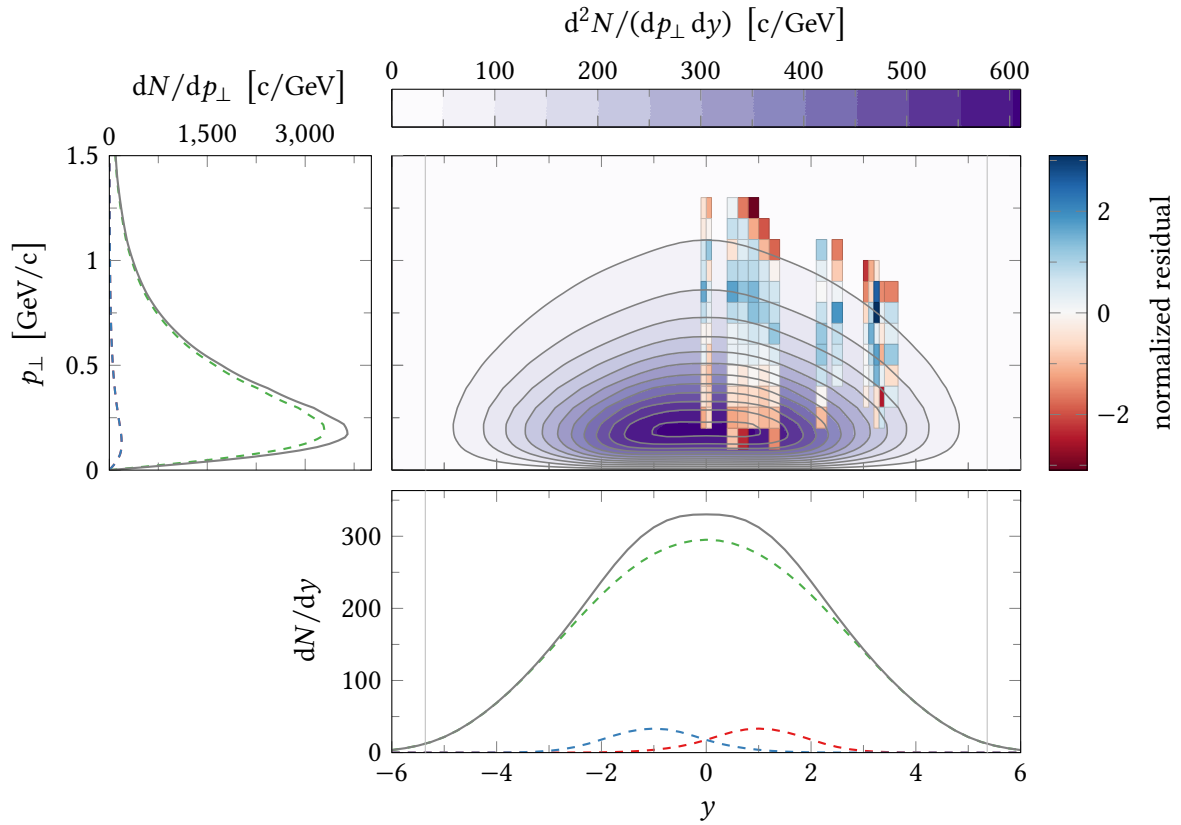 d²N/(dp⊥ dy) [c/GeV]
0 100 200 300 400 500 600
dN/dp⊥ [c/GeV]
0 1,500 3,000
p⊥ [GeV/c]
1.5
1
0.5
0
normalized residual
2
0
−2
dN/dy
300
200
100
0
−6 −4 −2 0 2 4 6
y